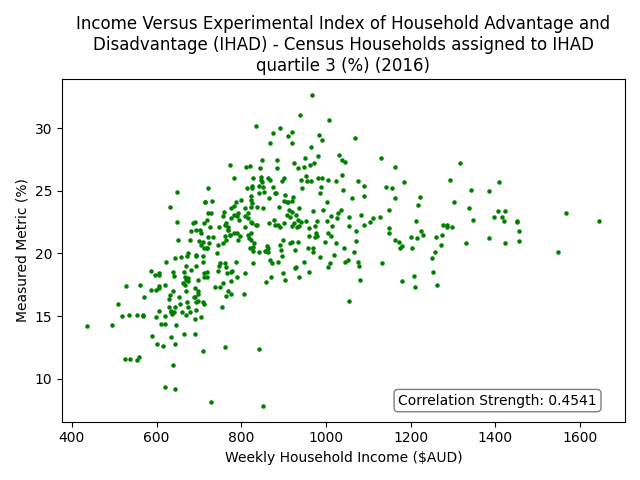 Income Versus Experimental Index of Household Advantage and
Disadvantage (IHAD) - Census Households assigned to IHAD
quartile 3 (%) (2016)
Measured Metric (%)
30
25
20
15
10
Correlation Strength: 0.4541
400 600 800 1000 1200 1400 1600
Weekly Household Income ($AUD)